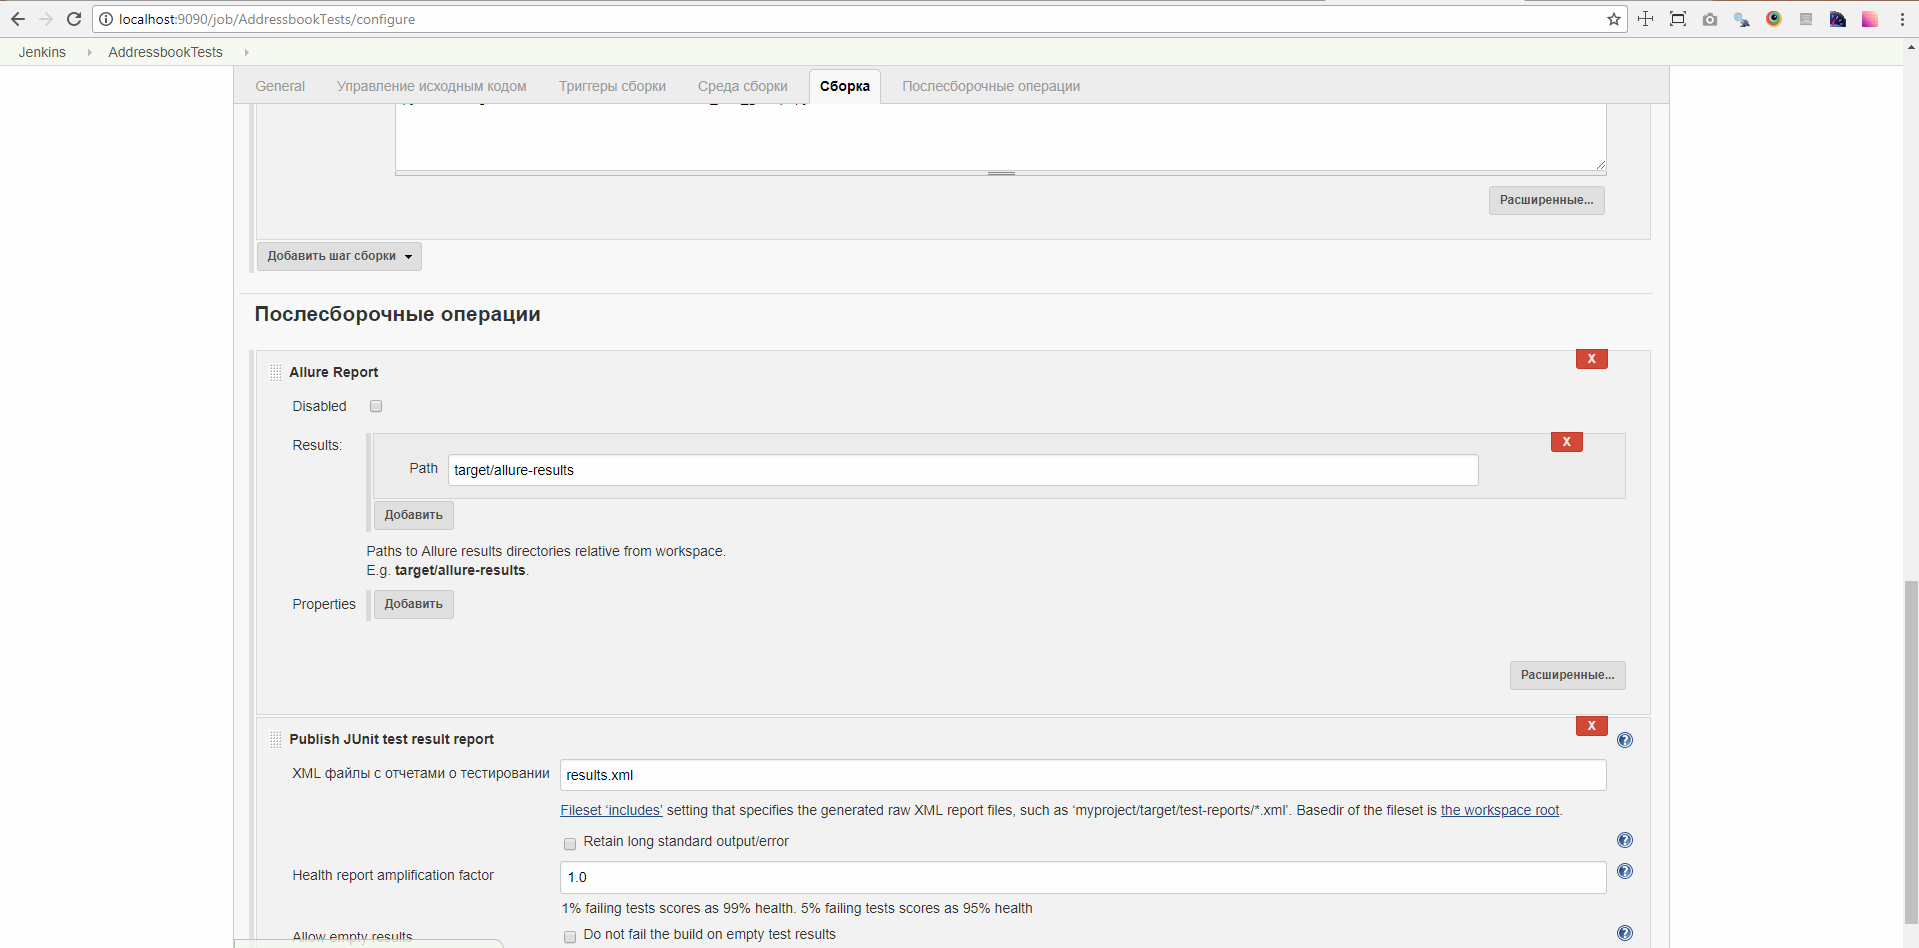 localhost:9090/job/AddressbookTests/configure
Jenkins AddressbookTests
General Управление исходным кодом Триггеры сборки Среда сборки Сборка Послесборочные операции
Расширенные...
Добавить шаг сборки
Послесборочные операции
X
Allure Report
Disabled
Results:
X
Path target/allure-results
Добавить
Paths to Allure results directories relative from workspace.
E.g. target/allure-results.
Properties Добавить
Расширенные...
X
Publish JUnit test result report
XML файлы с отчетами о тестировании results.xml
Fileset ‘includes’ setting that specifies the generated raw XML report files, such as ‘myproject/target/test-reports/*.xml’. Basedir of the fileset is the workspace root.
Retain long standard output/error
Health report amplification factor 1.0
1% failing tests scores as 99% health. 5% failing tests scores as 95% health
Allow empty results Do not fail the build on empty test results